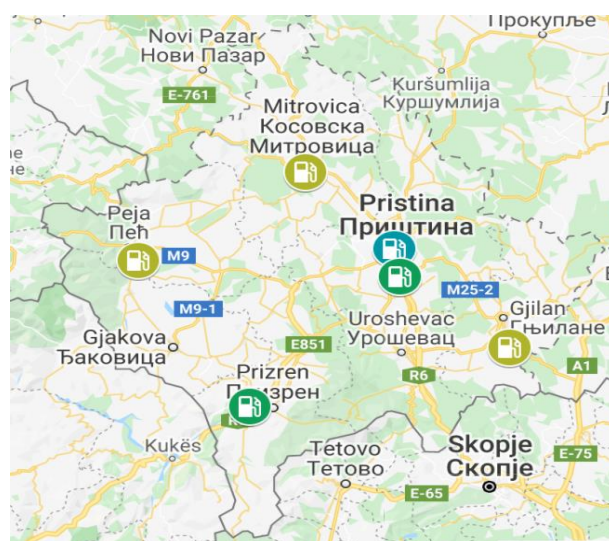 Прокупље
Novi Pazar
Нови Пазар
Kuršumlija
Куршумлија
E-761
Mitrovica
Косовска
Митровица
Pristina
Приштина
Peja
Пећ
M9
M25-2
M9-1
Gjilan
Гњилане
Uroshevac
Урошевац
Gjakova
Ђаковица
E851
A1
R6
Prizren
Kukës
Tetovo
Тетово
Skopje
Скопје
E-75
E-65